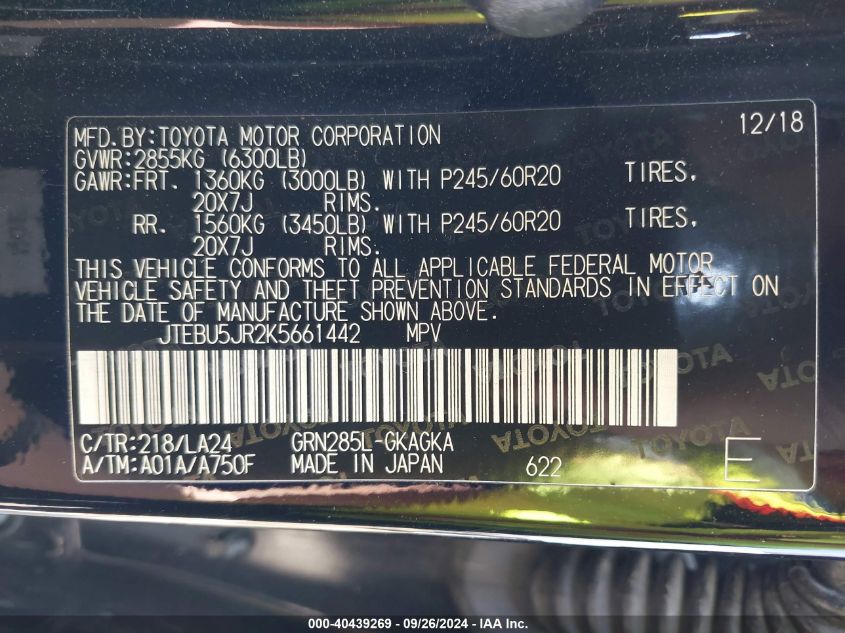 12/18
MFD.BY:TOYOTA MOTOR CORPORATION
GVWR:2855KG (6300LB)
GAWR:FRT. 1360KG (3000LB) WITH P245/60R20 TIRES,
20X7J RIMS.
RR. 1560KG (3450LB) WITH P245/60R20 TIRES,
20X7J RIMS.
THIS VEHICLE CONFORMS TO ALL APPLICABLE FEDERAL MOTOR
VEHICLE SAFETY AND THEFT PREVENTION STANDARDS IN EFFECT ON
THE DATE OF MANUFACTURE SHOWN ABOVE.
JTEBU5JR2K5661442 MPV
C/TR:218/LA24 GRN285L-GKAGKA
A/TM:A01A/A750F MADE IN JAPAN 622 E
000-40439269 - 09/26/2024 - IAA Inc.